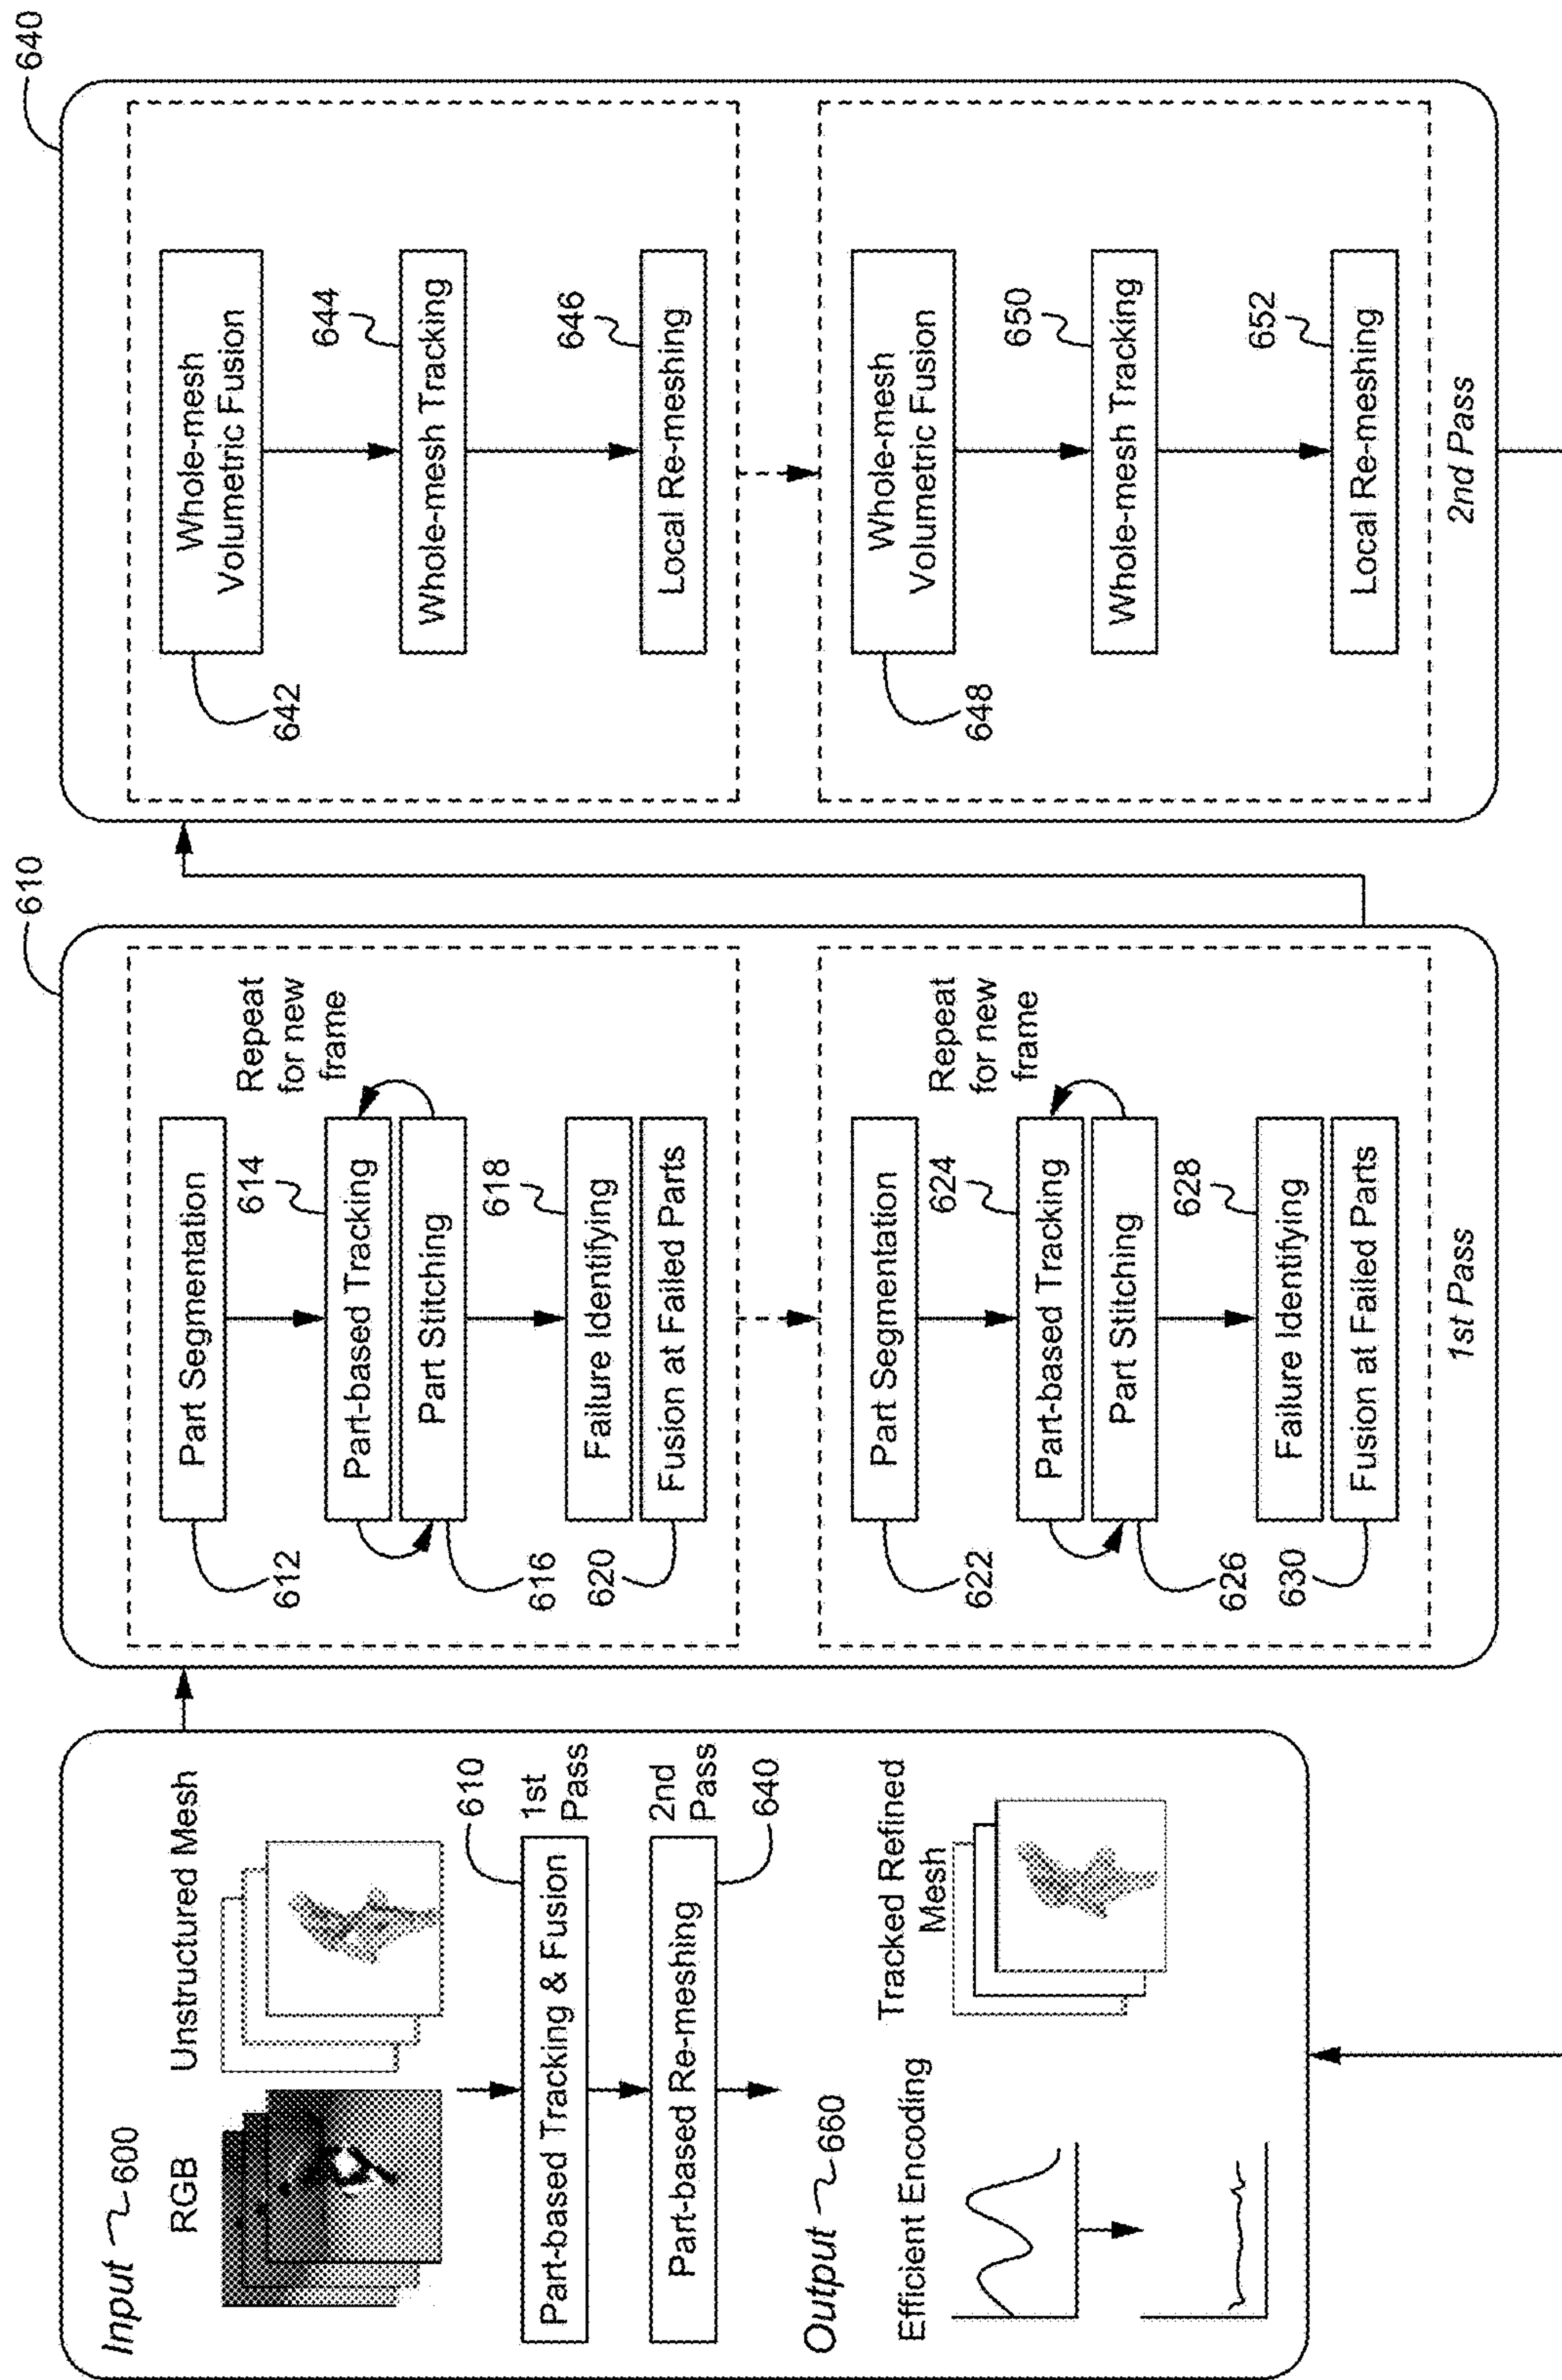 Input 600
RGB
Unstructured Mesh
610
Part-based Tracking & Fusion
1st
Pass
Part-based Re-meshing
2nd
Pass
640
Output 660
Efficient Encoding
Tracked Refined
Mesh
610
Part Segmentation
612
614
Repeat
for new
frame
Part-based Tracking
Part Stitching
616
618
Failure Identifying
Fusion at Failed Parts
620
Part Segmentation
622
624
Repeat
for new
frame
Part-based Tracking
Part Stitching
626
628
Failure Identifying
Fusion at Failed Parts
630
1st Pass
640
Whole-mesh
Volumetric Fusion
642
644
Whole-mesh Tracking
646
Local Re-meshing
Whole-mesh
Volumetric Fusion
648
650
Whole-mesh Tracking
652
Local Re-meshing
2nd Pass